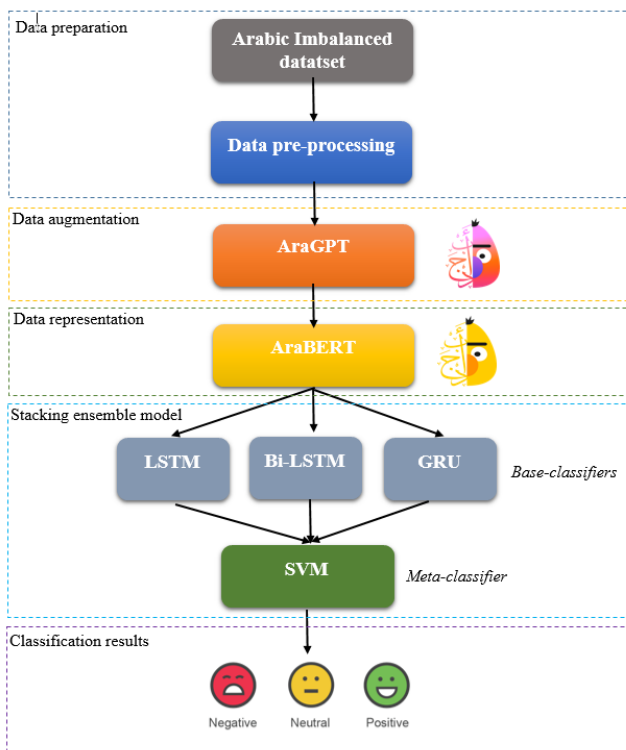 Data preparation
Arabic Imbalanced
datatset
Data pre-processing
Data augmentation
AraGPT
Data representation
AraBERT
Stacking ensemble model
LSTM
Bi-LSTM
GRU
Base-classifiers
SVM
Meta-classifier
Classification results
Negative
Neutral
Positive